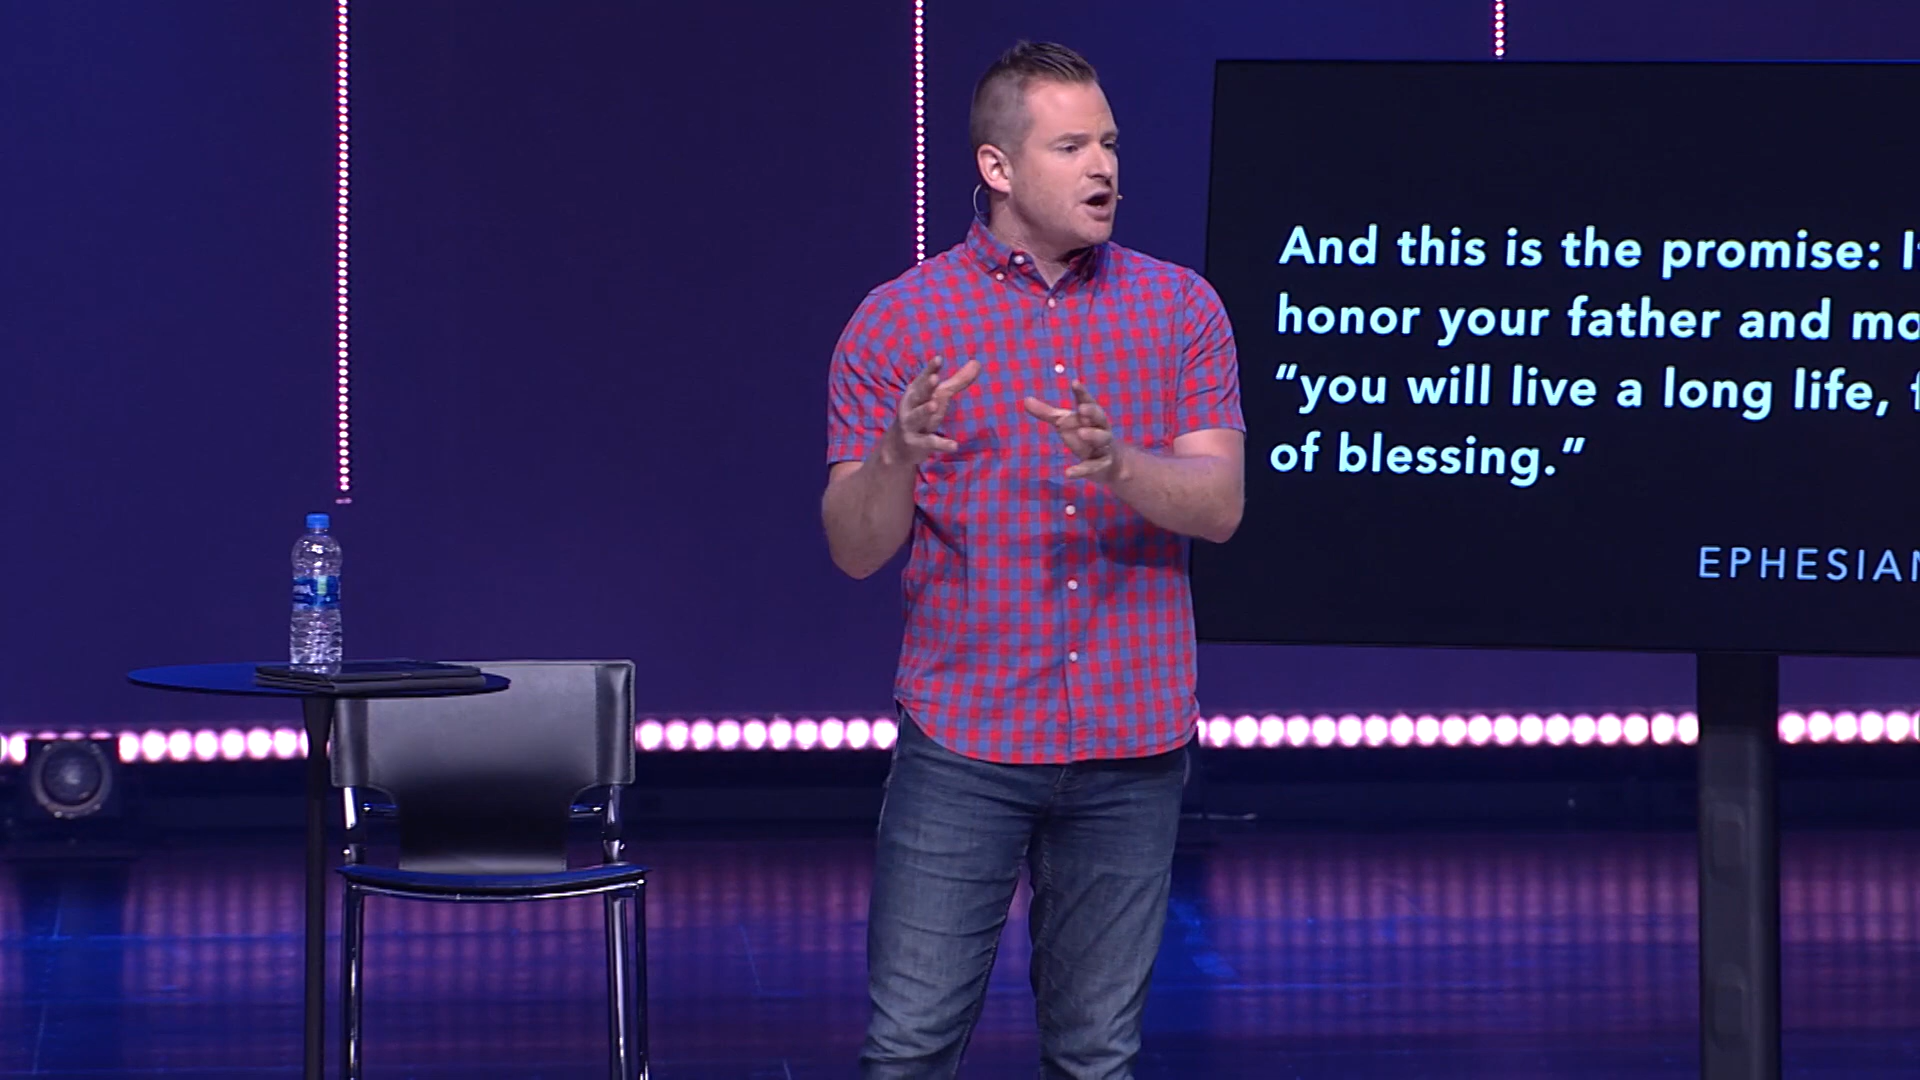 And this is the promise: I
honor your father and mo
“you will live a long life, f
of blessing.”
EPHESIAN